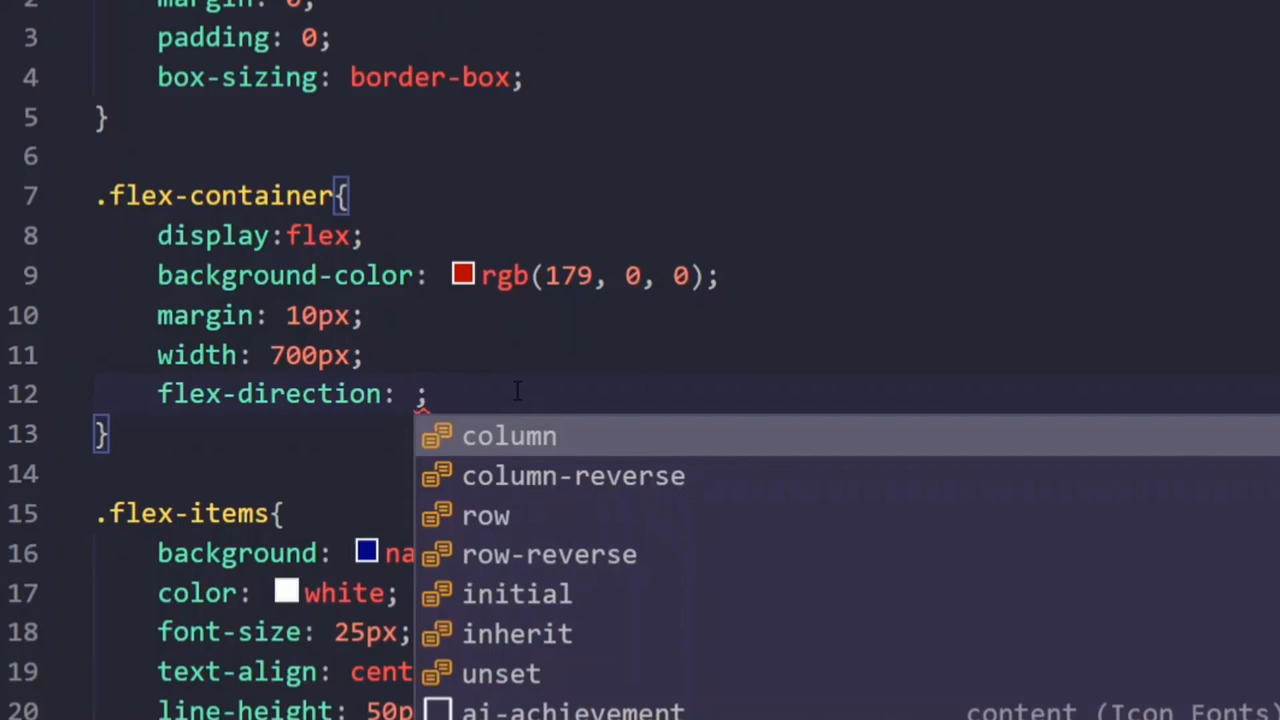 2 margin: 0;
3 padding: 0;
4 box-sizing: border-box;
5 }
6
7 .flex-container{
8 display:flex;
9 background-color: rgb(179, 0, 0);
10 margin: 10px;
11 width: 700px;
12 flex-direction: ;
13 }
column
14
column-reverse
15 .flex-items{
row
16 background: na
row-reverse
17 color: white;
initial
18 font-size: 25px;
inherit
19 text-align: cent
unset
20 line-height: 50p
ai-achievement content (Icon Fonts)